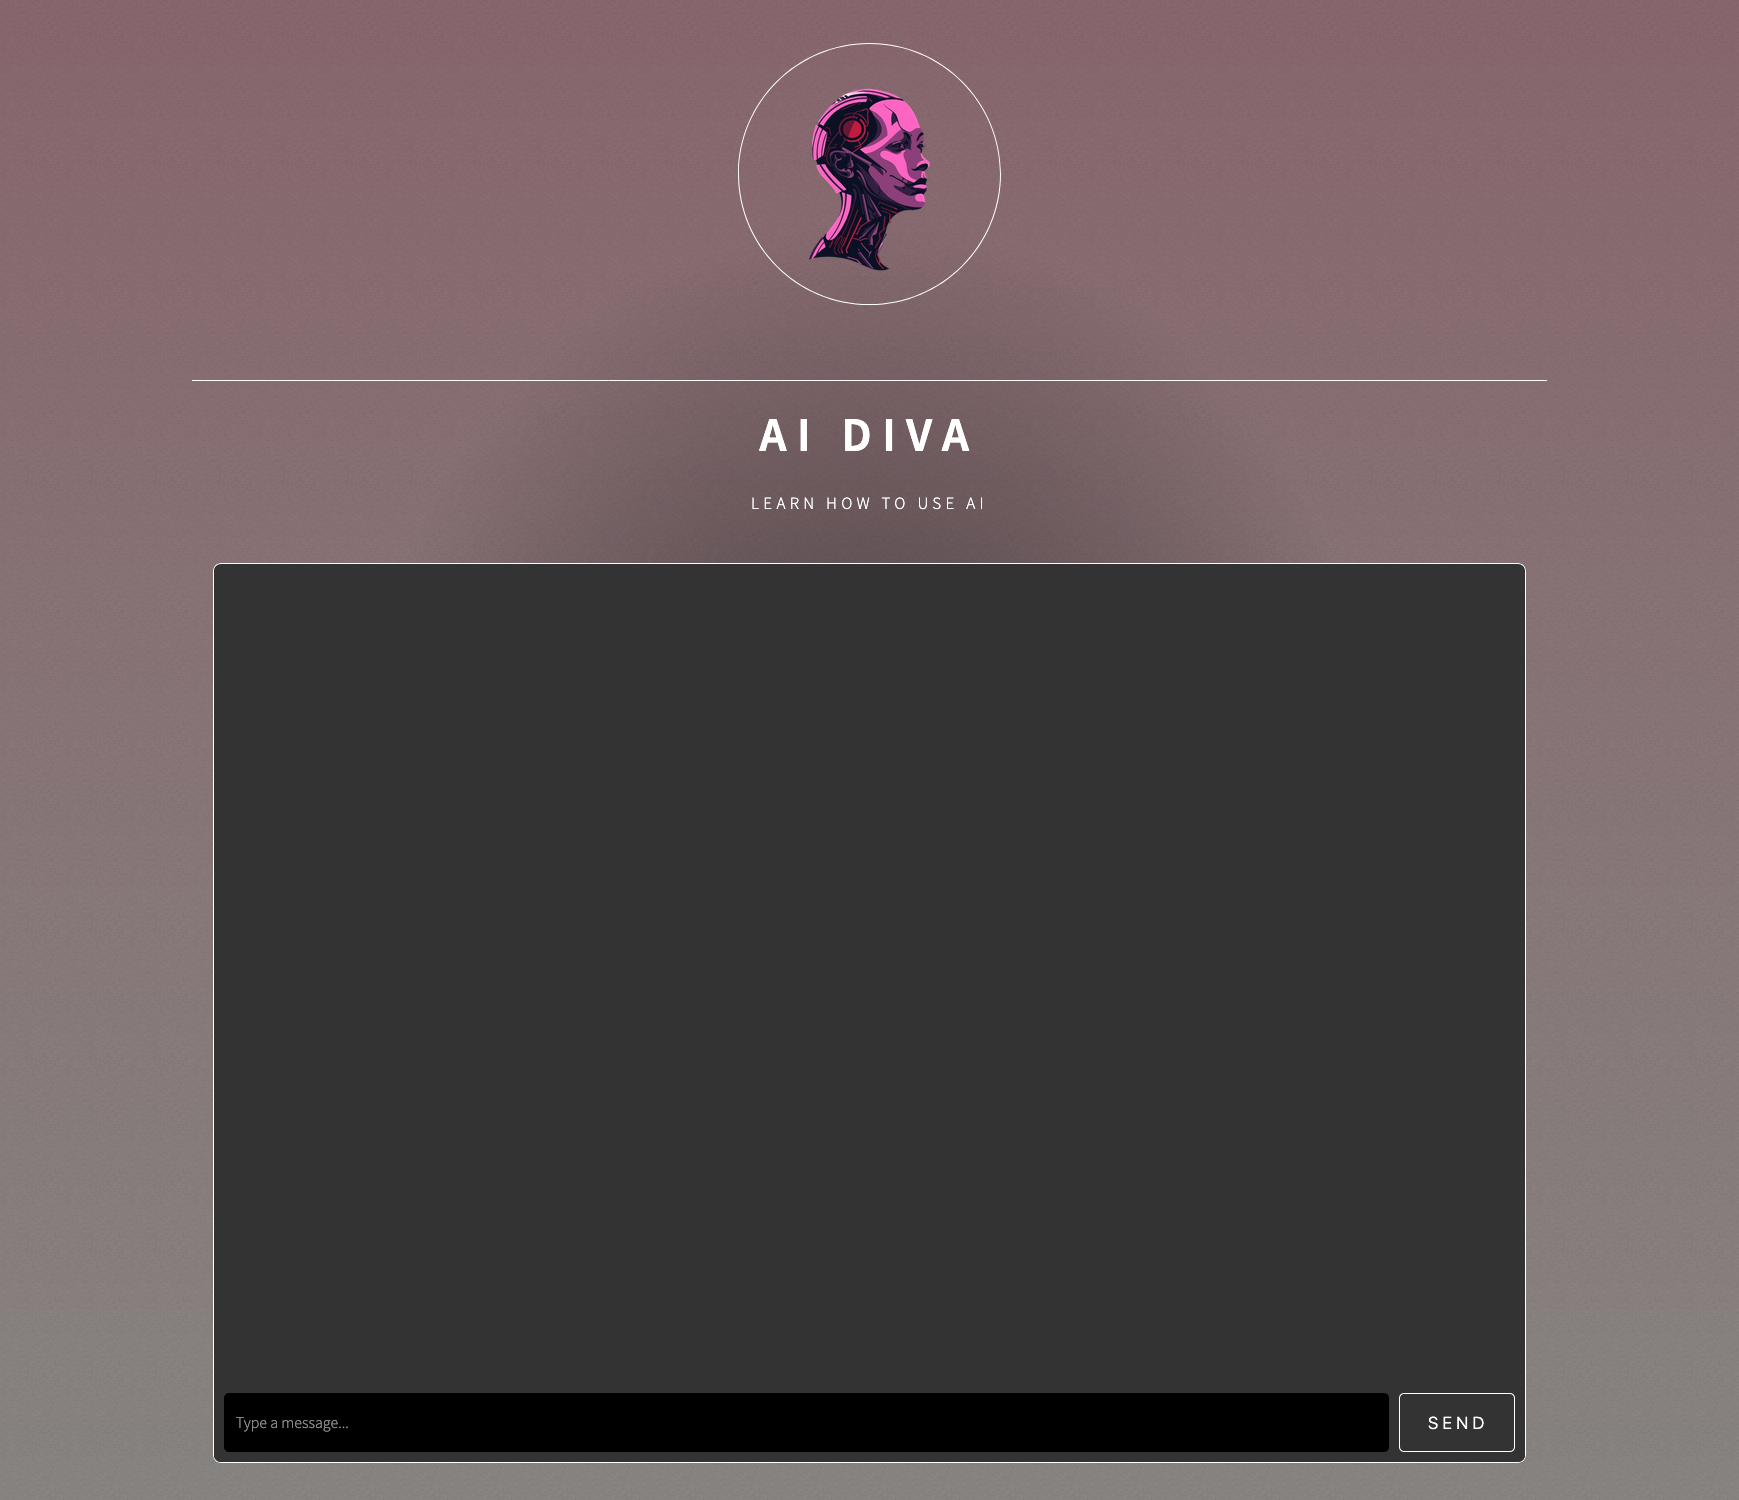 AI DIVA
LEARN HOW TO USE AI
Type a message...
SEND